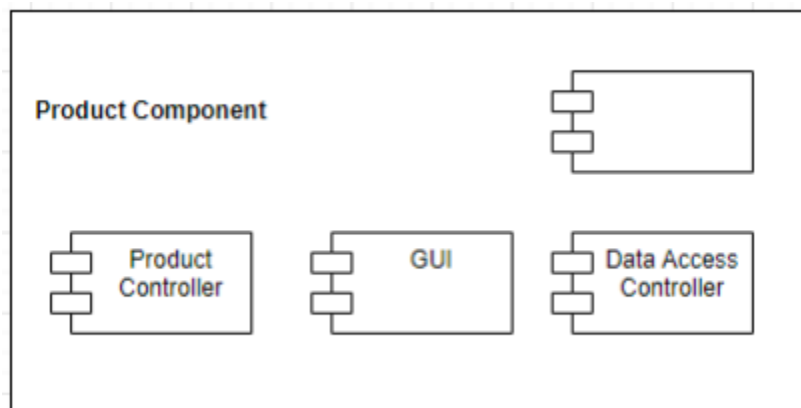 Product Component
Product
Controller
GUI
Data Access
Controller